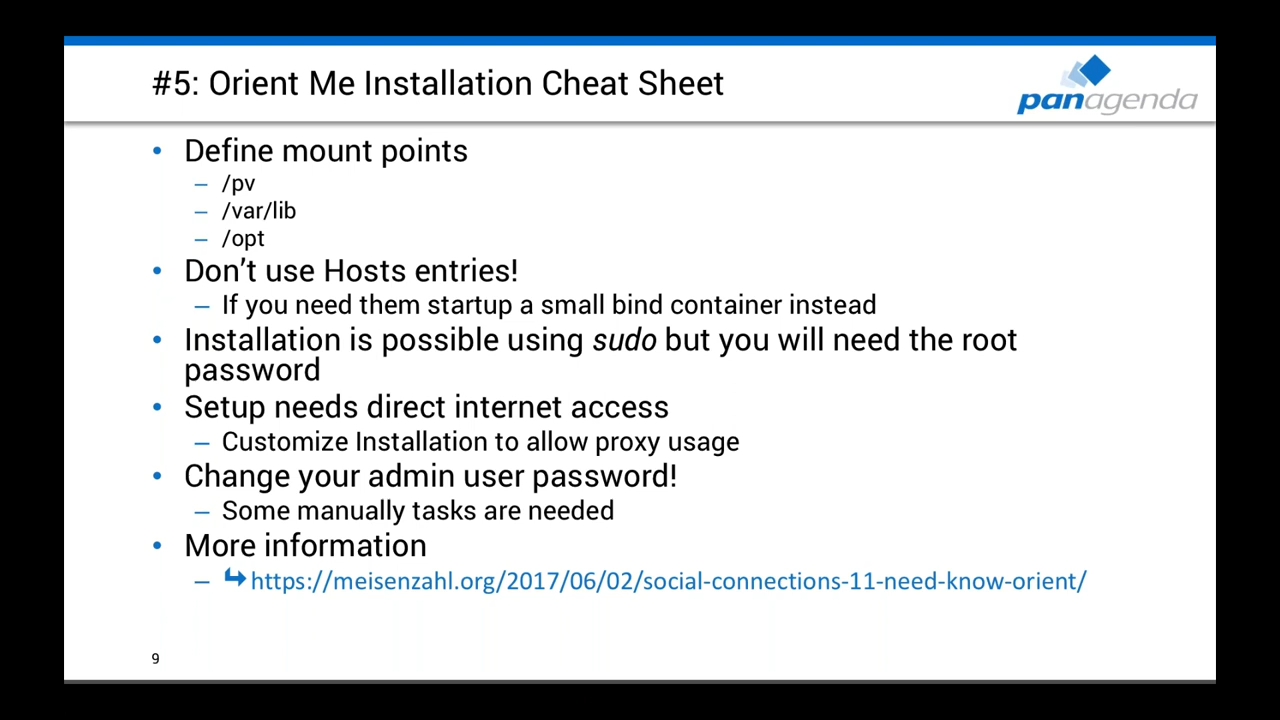 #5: Orient Me Installation Cheat Sheet
panagenda
• Define mount points
– /pv
– /var/lib
– /opt
• Don’t use Hosts entries!
– If you need them startup a small bind container instead
• Installation is possible using sudo but you will need the root
password
• Setup needs direct internet access
– Customize Installation to allow proxy usage
• Change your admin user password!
– Some manually tasks are needed
• More information
– ↪https://meisenzahl.org/2017/06/02/social-connections-11-need-know-orient/
9